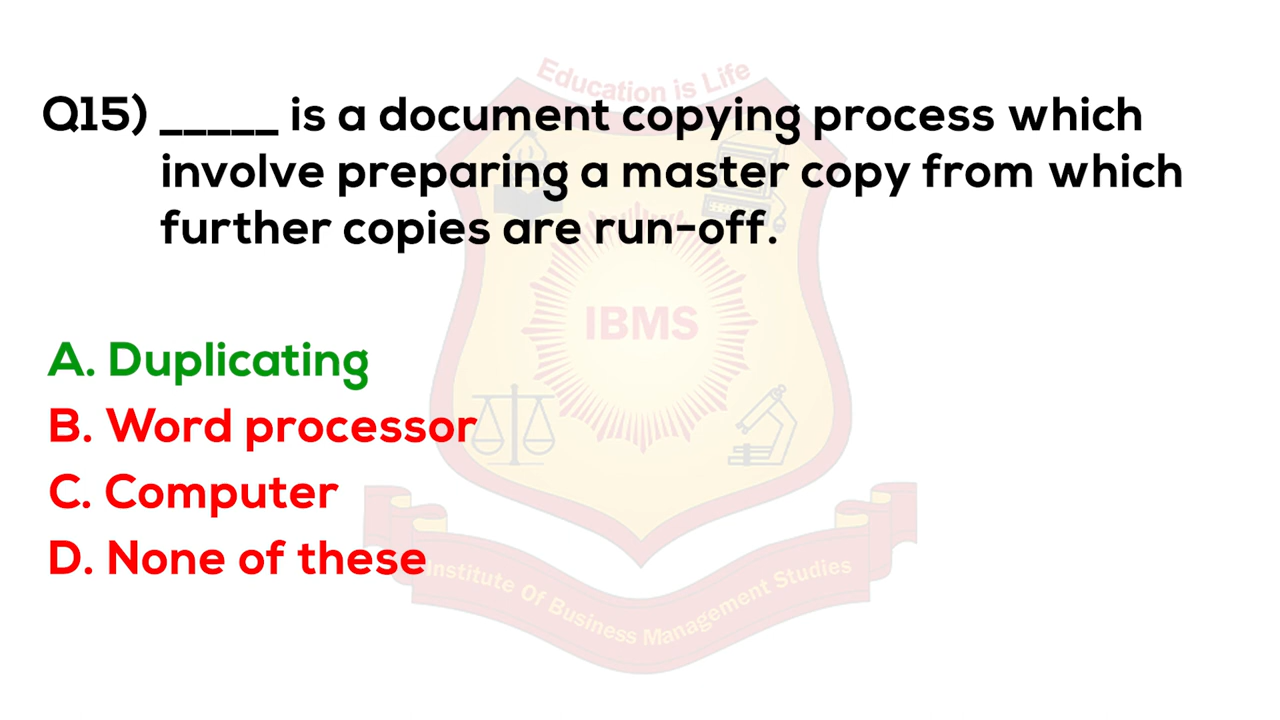 Education is Life
Q15) _____ is a document copying process which
involve preparing a master copy from which
further copies are run-off.
IBMS
A. Duplicating
B. Word processor
C. Computer
D. None of these
Institute Of Business Management Studies